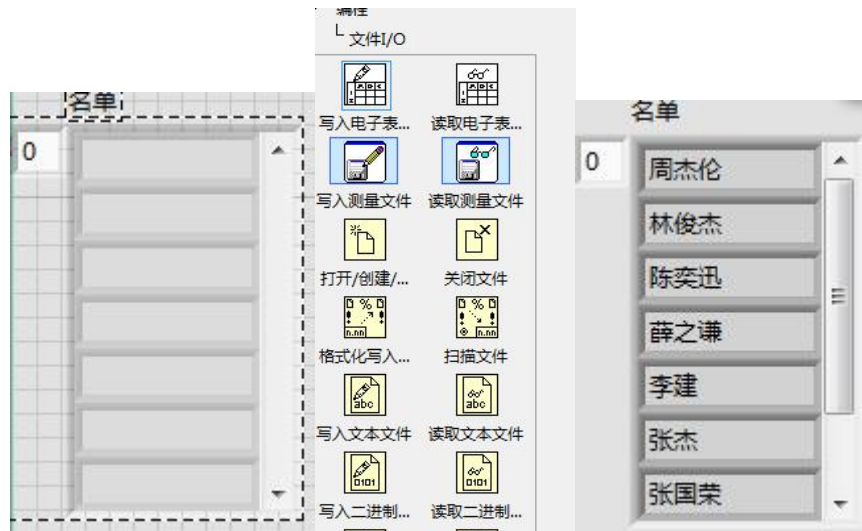 名单
0
编程
文件I/O
写入电子表...
读取电子表...
写入测量文件
读取测量文件
打开/创建/...
关闭文件
格式化写入...
扫描文件
写入文本文件
读取文本文件
写入二进制...
读取二进制...
名单
0
周杰伦
林俊杰
陈奕迅
薛之谦
李建
张杰
张国荣